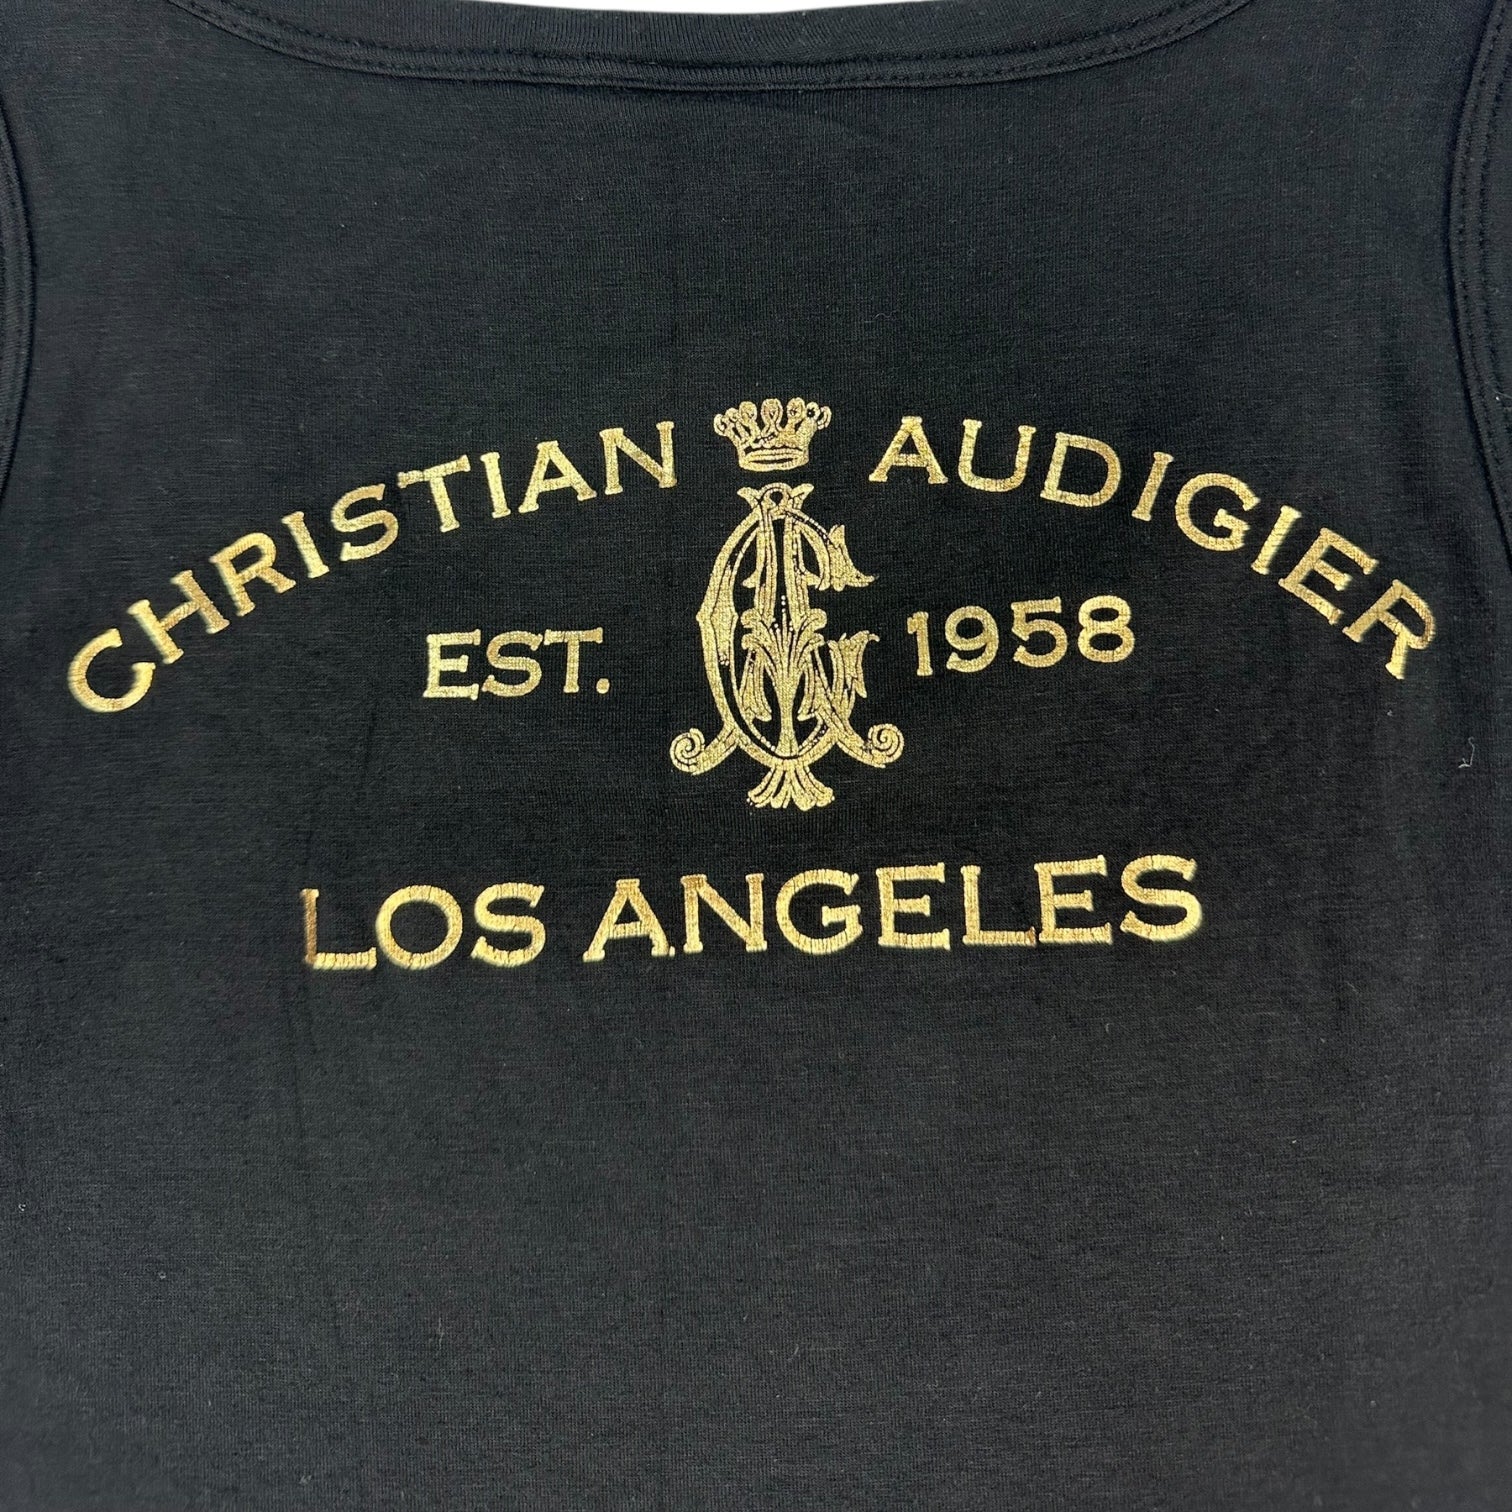 CHRISTIAN AUDIGIER
EST. 1958
LOS ANGELES